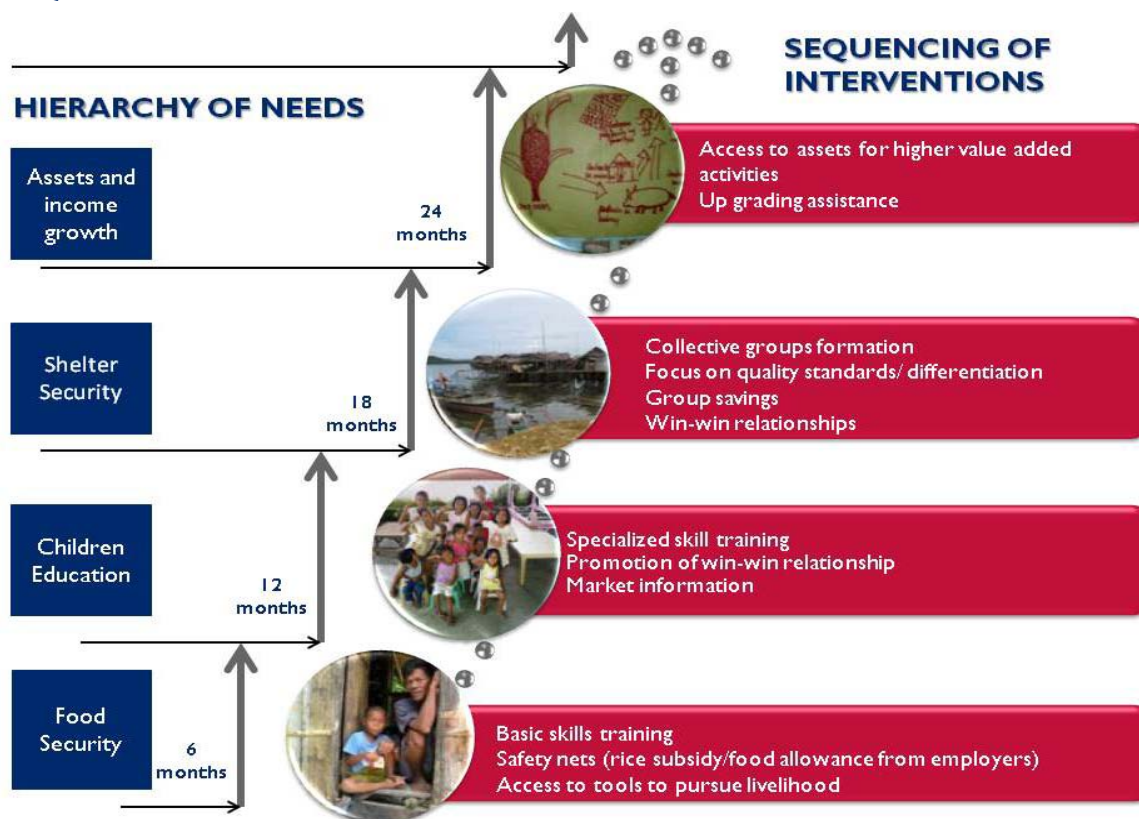 SEQUENCING OF
INTERVENTIONS
HIERARCHY OF NEEDS
Assets and
income
growth
24
months
Access to assets for higher value added
activities
Up grading assistance
Shelter
Security
18
months
Collective groups formation
Focus on quality standards/ differentiation
Group savings
Win-win relationships
Children
Education
12
months
Specialized skill training
Promotion of win-win relationship
Market information
Food
Security
6
months
Basic skills training
Safety nets (rice subsidy/food allowance from employers)
Access to tools to pursue livelihood